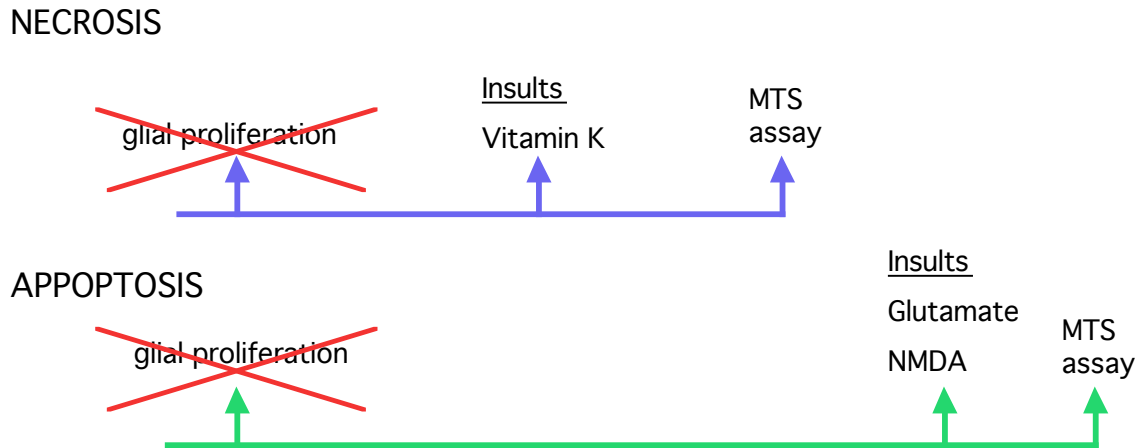 NECROSIS
glial proliferation
Insults
Vitamin K
MTS
assay
APPOPTOSIS
glial proliferation
Insults
Glutamate
NMDA
MTS
assay